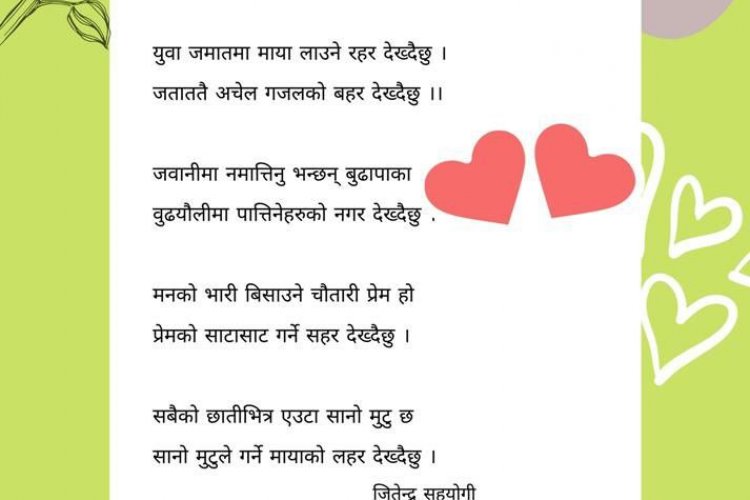 युवा जमातमा माया लाउने रहर देख्दैछु ।
जताततै अचेल गजलको बहर देख्दैछु ।।
जवानीमा नमात्तिनु भन्छन् बुढापाका
वुढयौलीमा पात्तिनेहरुको नगर देख्दैछु .
मनको भारी बिसाउने चौतारी प्रेम हो
प्रेमको साटासाट गर्ने सहर देख्दैछु ।
सबैको छातीभित्र एउटा सानो मुटु छ
सानो मुटुले गर्ने मायाको लहर देख्दैछु ।
जितेन्द्र सहयोगी